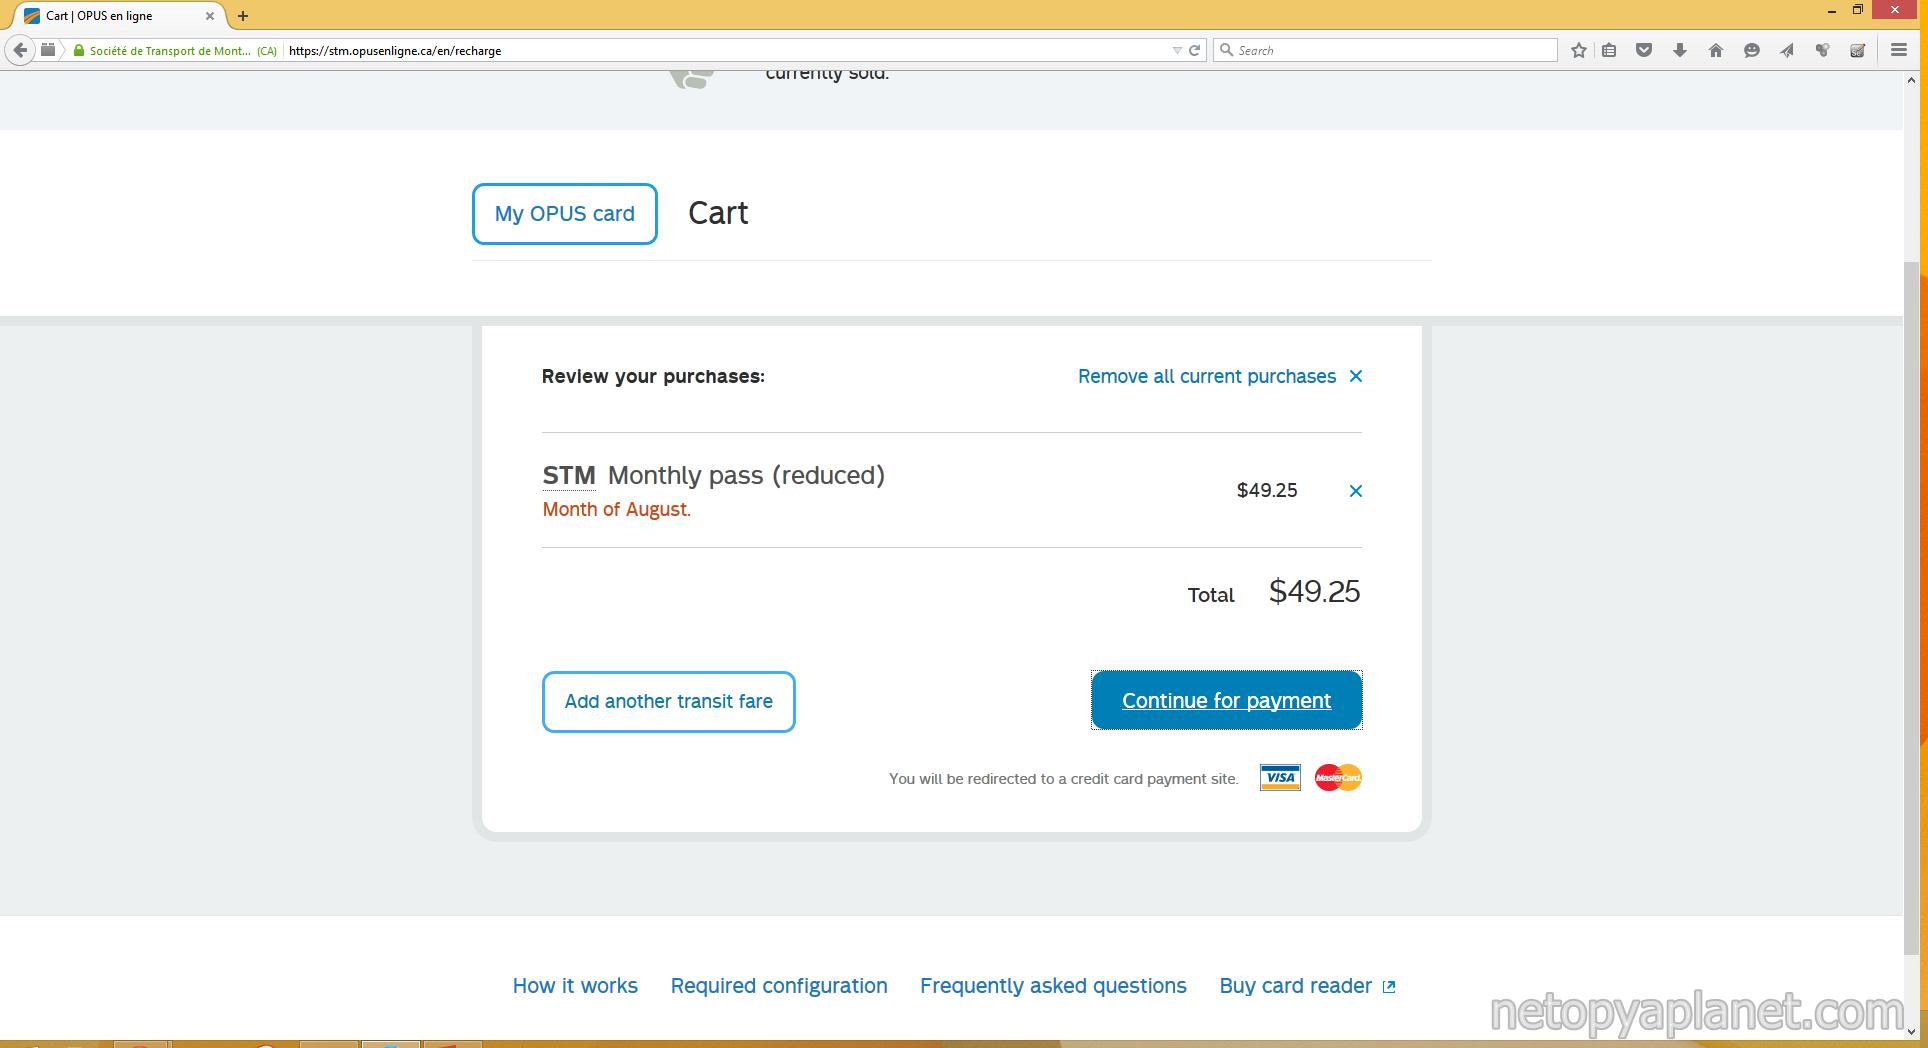 Cart | OPUS en ligne
Société de Transport de Mont... (CA)
https://stm.opusenligne.ca/en/recharge
Search
currently sold.
My OPUS card
Cart
Review your purchases:
Remove all current purchases
STM Monthly pass (reduced)
$49.25
Month of August.
Total $49.25
Add another transit fare
Continue for payment
You will be redirected to a credit card payment site.
VISA
MasterCard
How it works
Required configuration
Frequently asked questions
Buy card reader
netopyaplanet.com